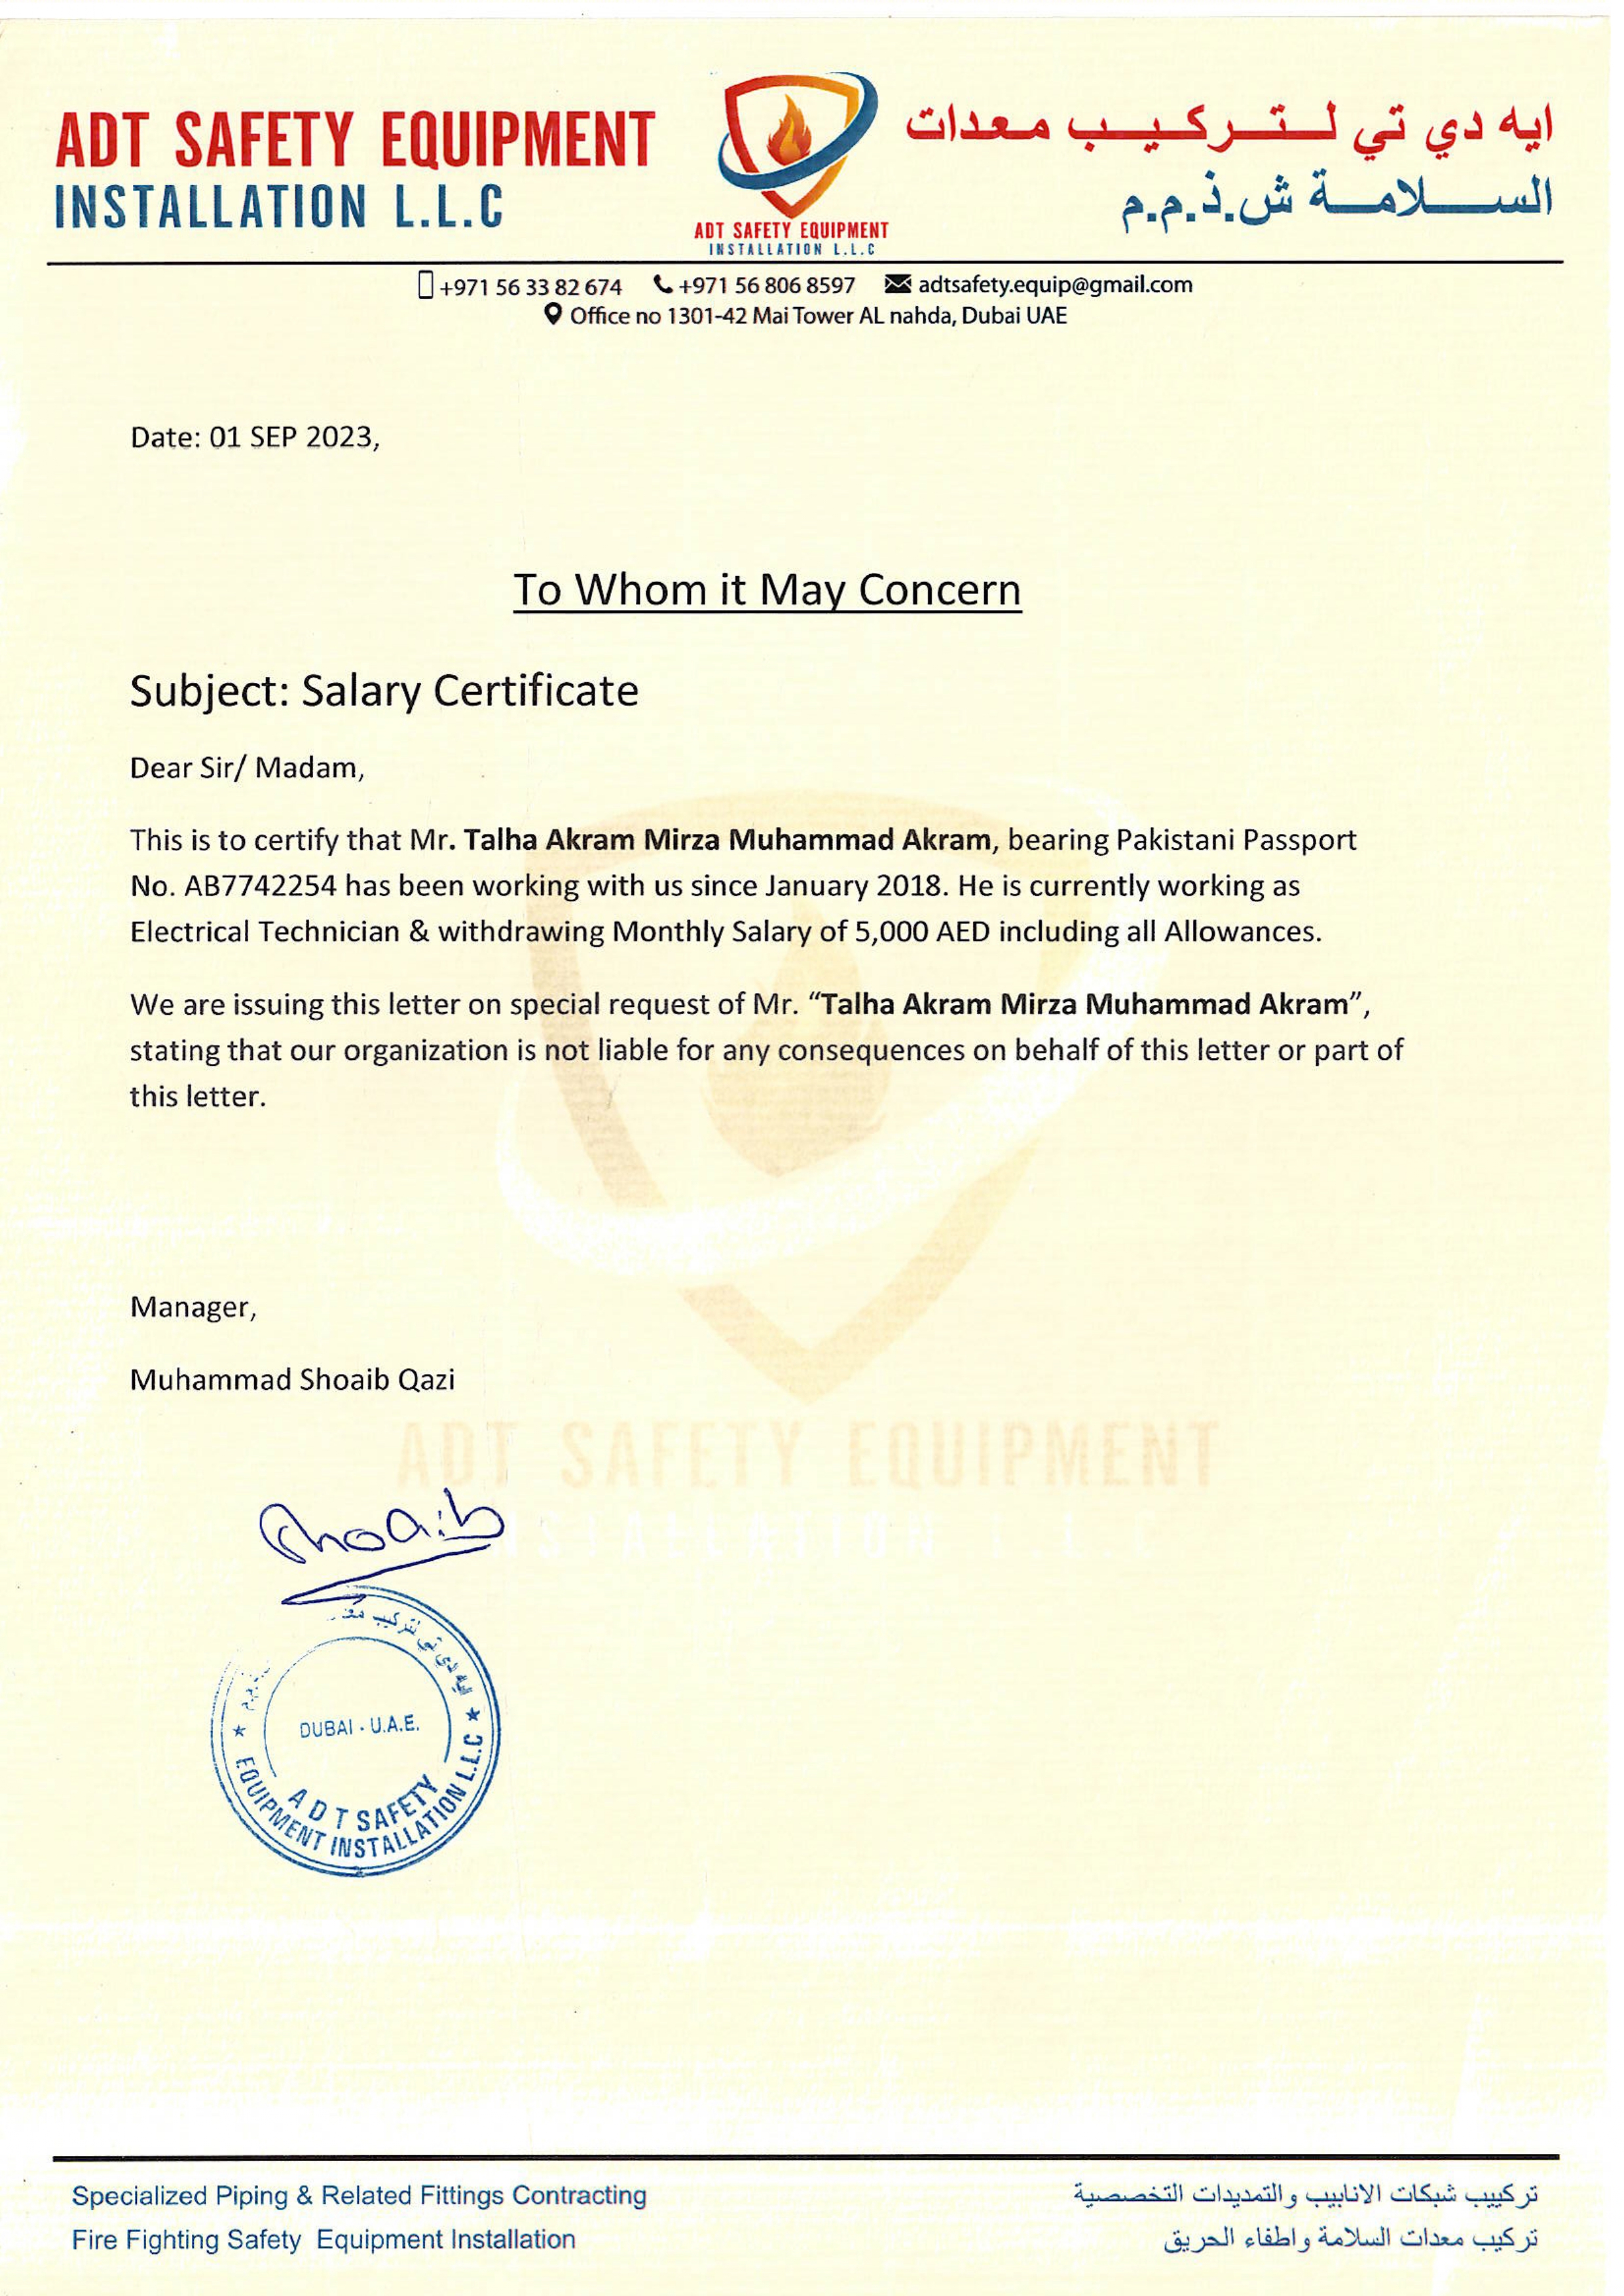 ADT SAFETY EQUIPMENT
INSTALLATION L.L.C
ADT SAFETY EQUIPMENT
INSTALLATION L.L.C
ايه دي تي لتركيب معدات
السلامة ش.ذ.م.م
+971 56 33 82 674 +971 56 806 8597 adtsafety.equip@gmail.com
Office no 1301-42 Mai Tower AL nahda, Dubai UAE
Date: 01 SEP 2023,
To Whom it May Concern
Subject: Salary Certificate
Dear Sir/ Madam,
This is to certify that Mr. Talha Akram Mirza Muhammad Akram, bearing Pakistani Passport
No. AB7742254 has been working with us since January 2018. He is currently working as
Electrical Technician & withdrawing Monthly Salary of 5,000 AED including all Allowances.
We are issuing this letter on special request of Mr. “Talha Akram Mirza Muhammad Akram”,
stating that our organization is not liable for any consequences on behalf of this letter or part of
this letter.
Manager,
Muhammad Shoaib Qazi
ADT SAFETY EQUIPMENT
INSTALLATION L.L.C
Shoaib
ايه دي تي لتركيب
DUBAI - U.A.E.
A D T SAFETY
EQUIPMENT INSTALLATION L.L.C
Specialized Piping & Related Fittings Contracting
Fire Fighting Safety Equipment Installation
تركييب شبكات الانابيب والتمديدات التخصصية
تركيب معدات السلامة واطفاء الحريق